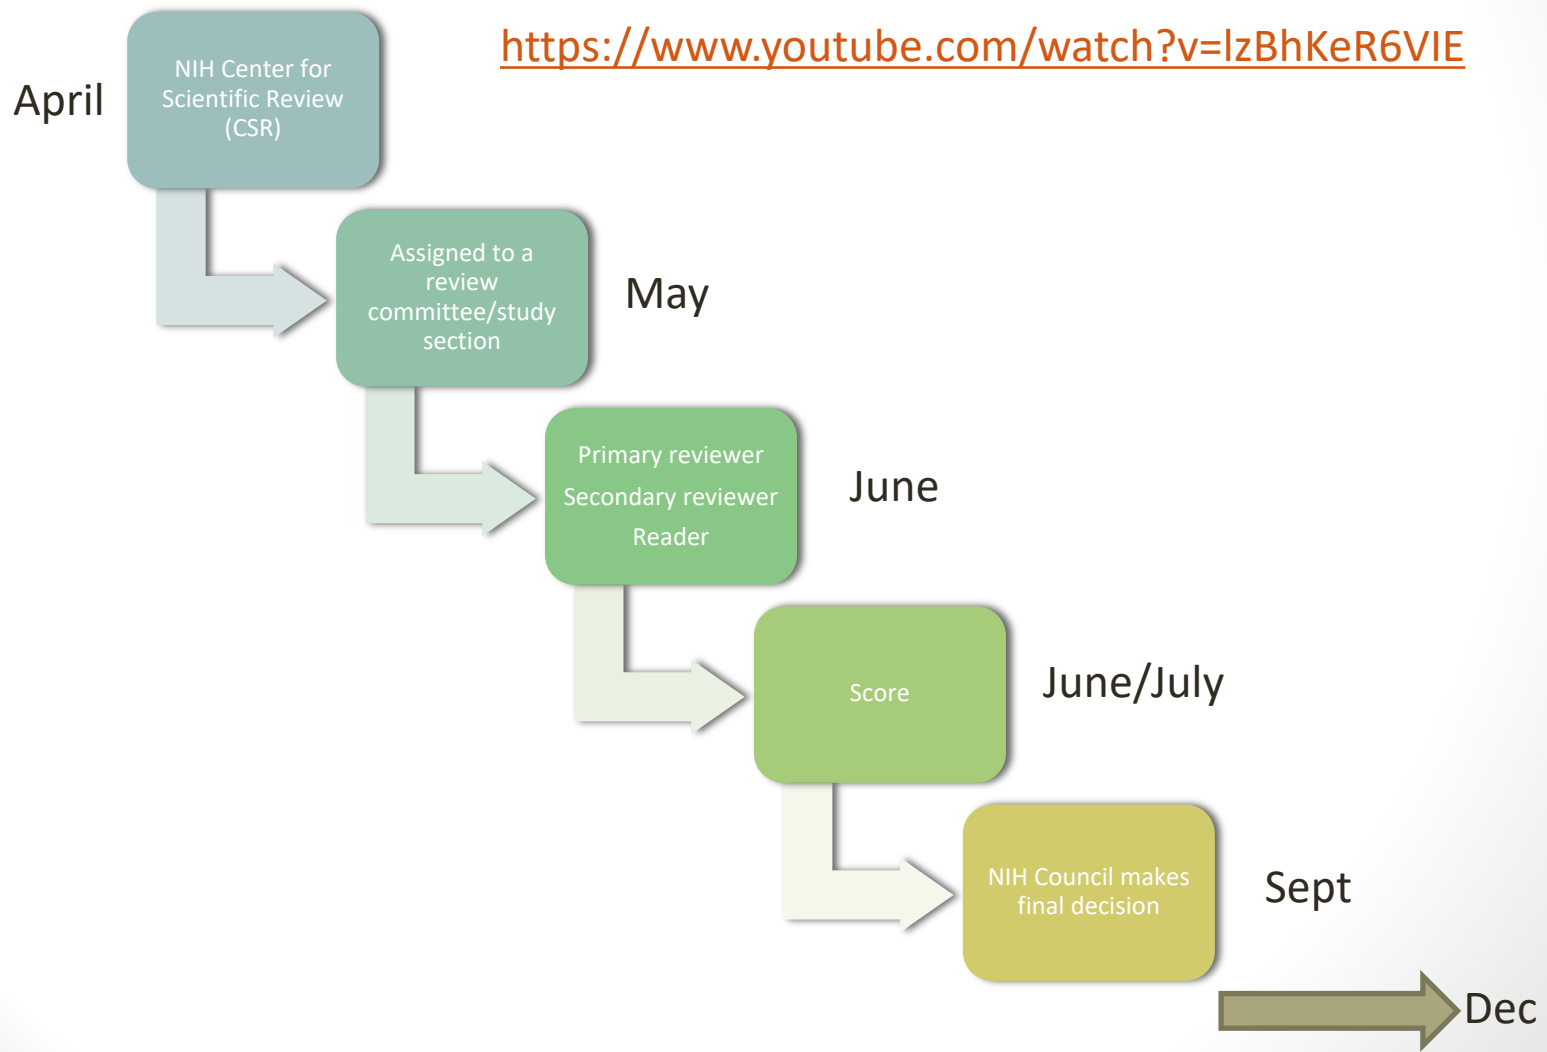 https://www.youtube.com/watch?v=lzBhKeR6VIE
April
NIH Center for
Scientific Review
(CSR)
Assigned to a
review
committee/study
section
May
Primary reviewer
Secondary reviewer
Reader
June
Score
June/July
NIH Council makes
final decision
Sept
Dec